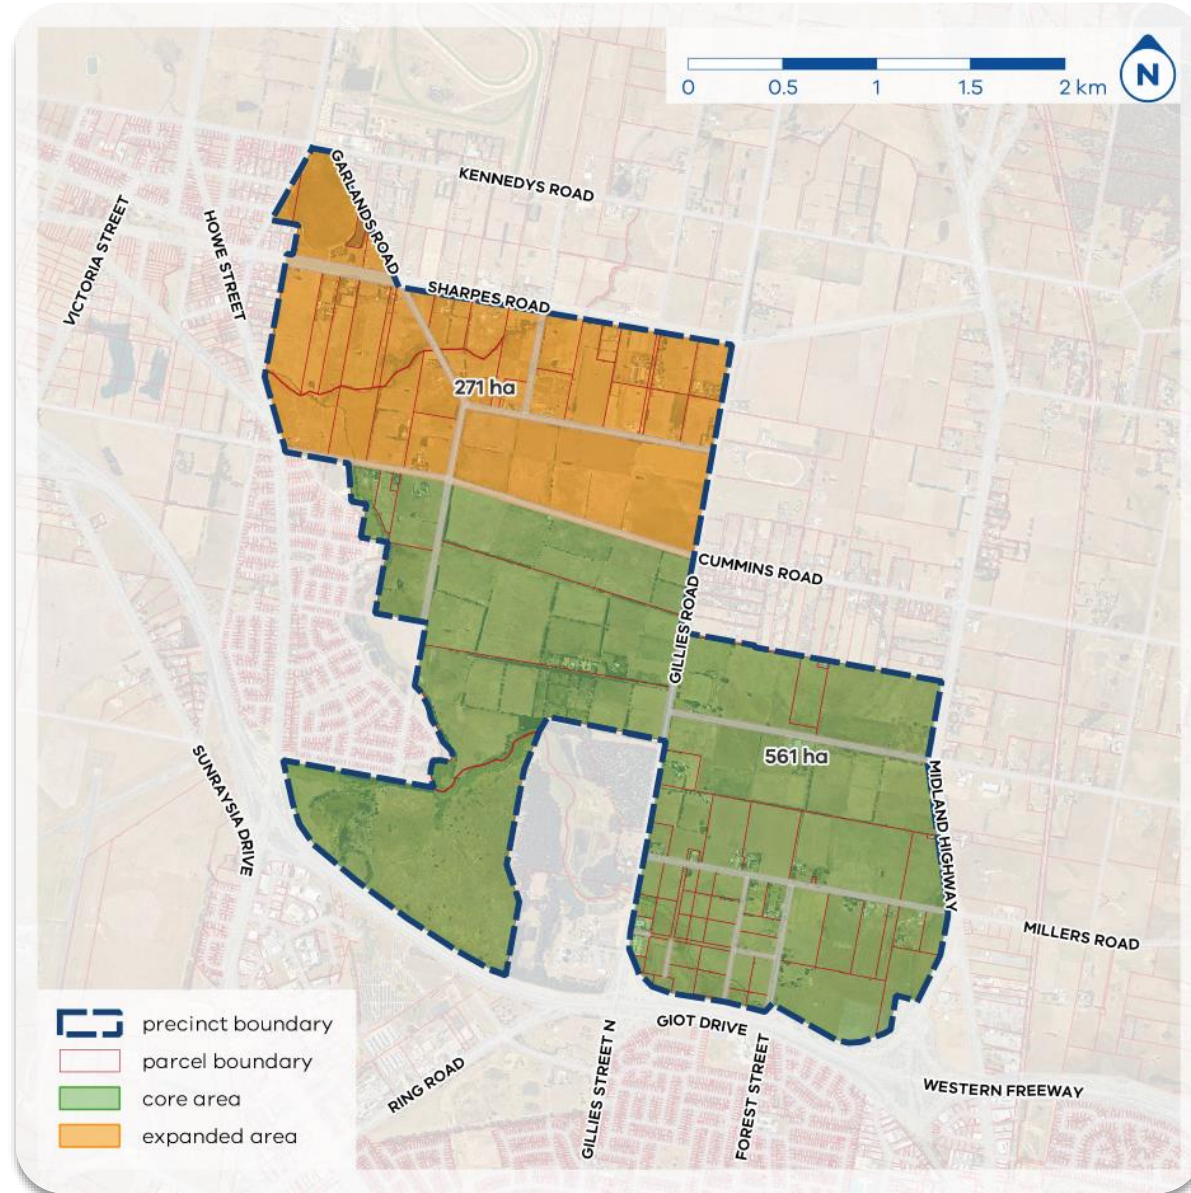 0 0.5 1 1.5 2 km
N
KENNEDYS ROAD
GARLANDS ROAD
VICTORIA STREET
HOWE STREET
SHARPES ROAD
271 ha
CUMMINS ROAD
GILLIES ROAD
561 ha
SUNRAYSIA DRIVE
MIDLAND HIGHWAY
MILLERS ROAD
GIOT DRIVE
RING ROAD
GILLIES STREET N
FOREST STREET
WESTERN FREEWAY
precinct boundary
parcel boundary
core area
expanded area